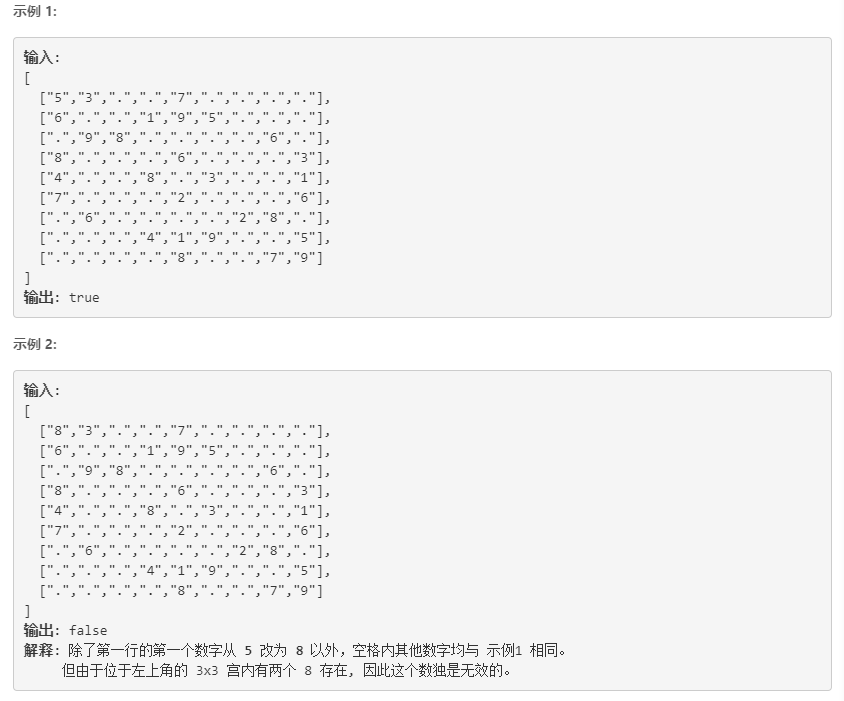 示例 1:
输入:
[
  ["5","3",".",".","7",".",".",".","."],
  ["6",".",".","1","9","5",".",".","."],
  [".","9","8",".",".",".",".","6","."],
  ["8",".",".",".","6",".",".",".","3"],
  ["4",".",".","8",".","3",".",".","1"],
  ["7",".",".",".","2",".",".",".","6"],
  [".","6",".",".",".",".","2","8","."],
  [".",".",".","4","1","9",".",".","5"],
  [".",".",".",".","8",".",".","7","9"]
]
输出: true
示例 2:
输入:
[
  ["8","3",".",".","7",".",".",".","."],
  ["6",".",".","1","9","5",".",".","."],
  [".","9","8",".",".",".",".","6","."],
  ["8",".",".",".","6",".",".",".","3"],
  ["4",".",".","8",".","3",".",".","1"],
  ["7",".",".",".","2",".",".",".","6"],
  [".","6",".",".",".",".","2","8","."],
  [".",".",".","4","1","9",".",".","5"],
  [".",".",".",".","8",".",".","7","9"]
]
输出: false
解释: 除了第一行的第一个数字从 5 改为 8 以外，空格内其他数字均与 示例1 相同。
但由于位于左上角的 3x3 宫内有两个 8 存在, 因此这个数独是无效的。